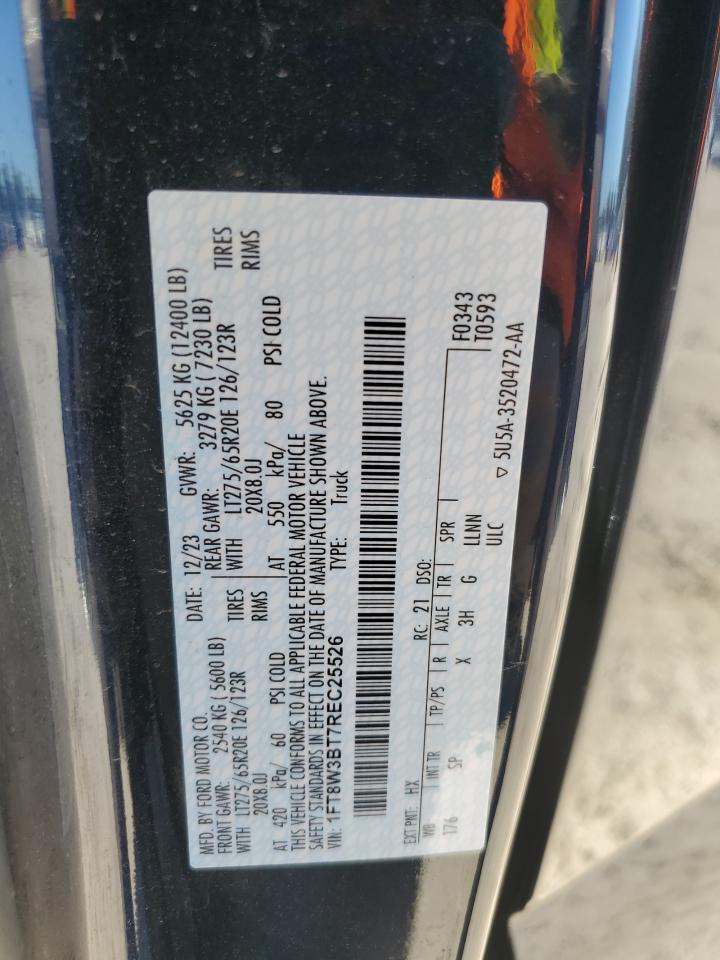 MFD. BY FORD MOTOR CO. DATE: 12/23 GVWR: 5625 KG (12400 LB)
FRONT GAWR: 2540 KG ( 5600 LB) REAR GAWR: 3279 KG ( 7230 LB)
WITH LT275/65R20E 126/123R TIRES WITH LT275/65R20E 126/123R TIRES
20X8.0J RIMS 20X8.0J RIMS
AT 420 kPa/ 60 PSI COLD AT 550 kPa/ 80 PSI COLD
THIS VEHICLE CONFORMS TO ALL APPLICABLE FEDERAL MOTOR VEHICLE
SAFETY STANDARDS IN EFFECT ON THE DATE OF MANUFACTURE SHOWN ABOVE.
VIN: 1FT8W3BT7REC25526 TYPE: Truck
EXT PNT: HX RC: 21 DSO: F0343
WB INT TR TP/PS R AXLE TR SPR T0593
176 SP X 3H G LLNN
ULC
▽ 5U5A-3520472-AA